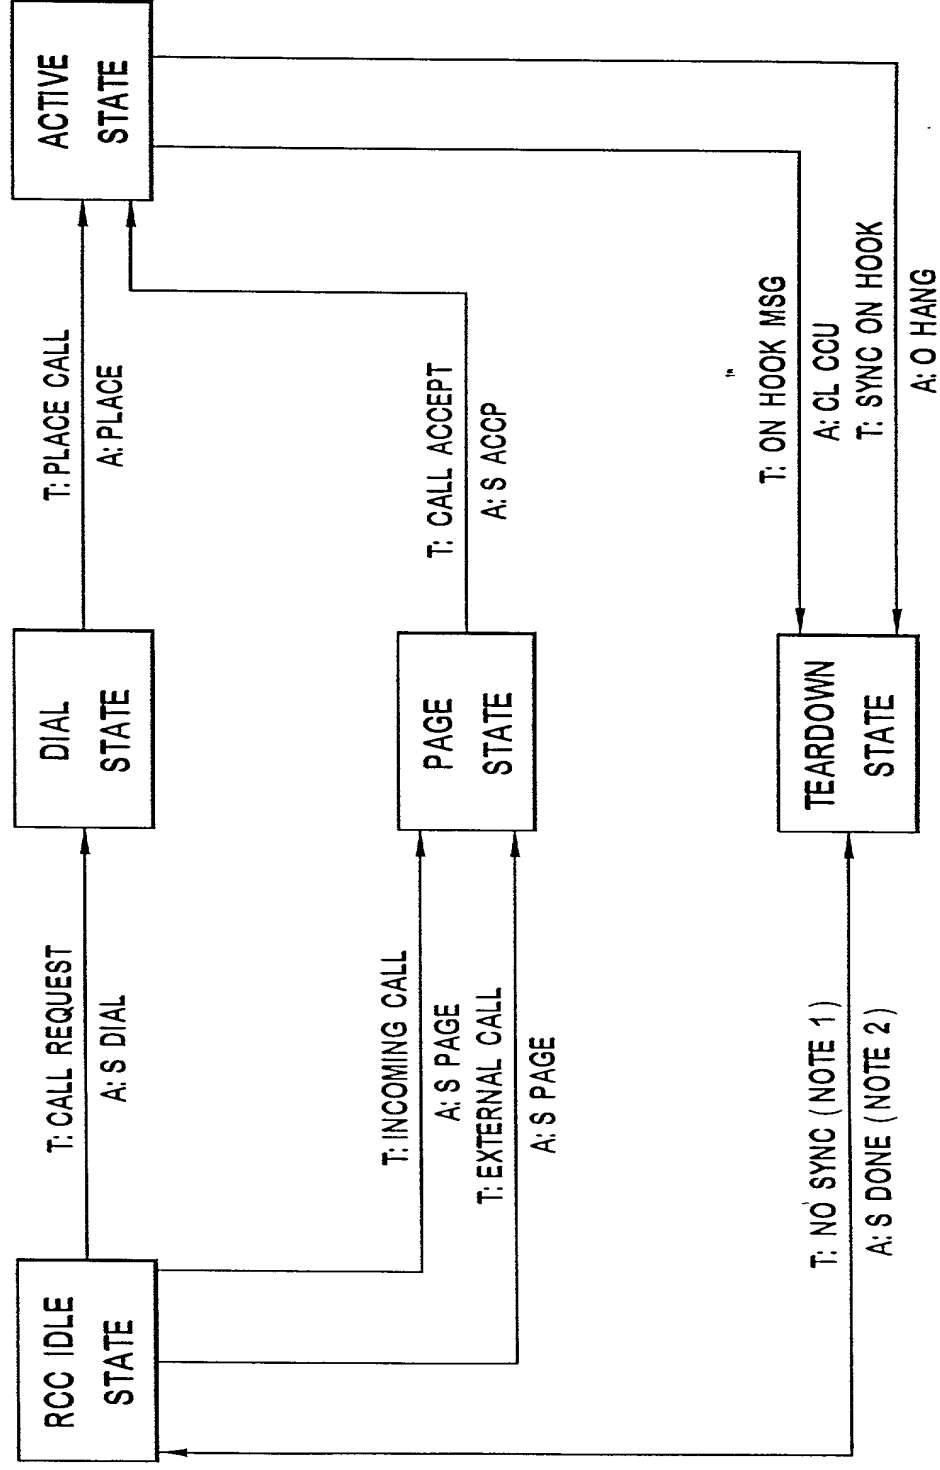 RCC IDLE
STATE
T: CALL REQUEST
A: S DIAL
DIAL
STATE
T: PLACE CALL
A: PLACE
ACTIVE
STATE
T: INCOMING CALL
A: S PAGE
T: EXTERNAL CALL
A: S PAGE
PAGE
STATE
T: CALL ACCEPT
A: S ACCP
T: NO SYNC (NOTE 1)
A: S DONE (NOTE 2)
TEARDOWN
STATE
T: ON HOOK MSG
A: CL CCU
T: SYNC ON HOOK
A: O HANG